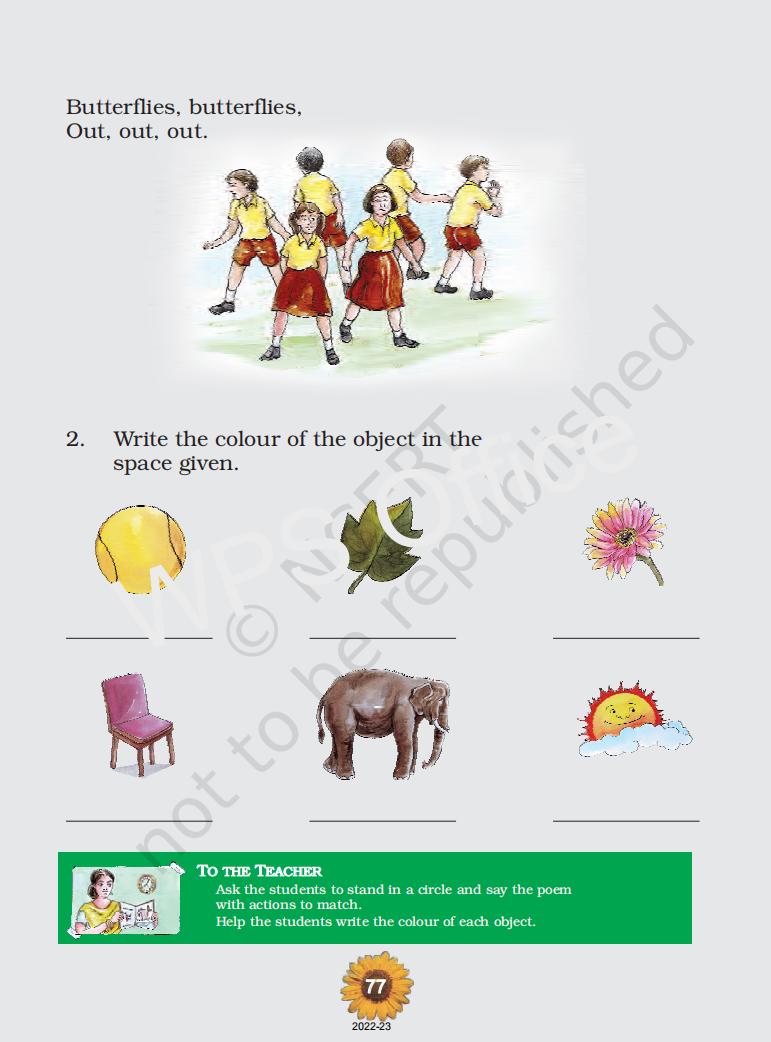 Butterflies, butterflies,
Out, out, out.
2. Write the colour of the object in the
space given.
© NCERT
not to be republished
WPS Office
TO THE TEACHER
Ask the students to stand in a circle and say the poem
with actions to match.
Help the students write the colour of each object.
77
2022-23